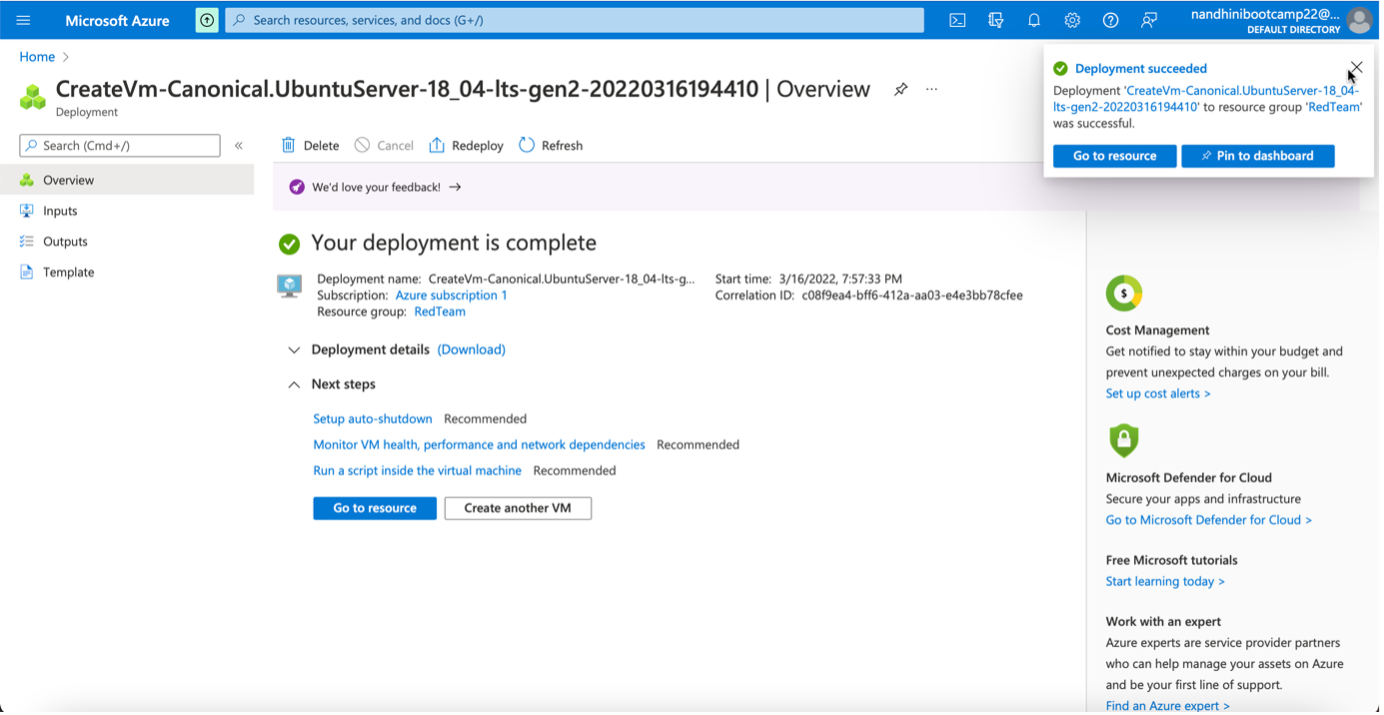 Microsoft Azure
Search resources, services, and docs (G+/)
nandhinibootcamp22@...
DEFAULT DIRECTORY
Home
CreateVm-Canonical.UbuntuServer-18_04-lts-gen2-20220316194410 | Overview
...
Deployment
Deployment succeeded
Deployment 'CreateVm-Canonical.UbuntuServer-18_04-
lts-gen2-20220316194410' to resource group 'RedTeam'
was successful.
Go to resource
Pin to dashboard
Search (Cmd+/)
«
Delete
Cancel
Redeploy
Refresh
Overview
Inputs
Outputs
Template
We'd love your feedback! →
Your deployment is complete
Deployment name: CreateVm-Canonical.UbuntuServer-18_04-lts-g...
Subscription: Azure subscription 1
Resource group: RedTeam
Start time: 3/16/2022, 7:57:33 PM
Correlation ID: c08f9ea4-bff6-412a-aa03-e4e3bb78cfee
Deployment details (Download)
Next steps
Setup auto-shutdown Recommended
Monitor VM health, performance and network dependencies Recommended
Run a script inside the virtual machine Recommended
Go to resource
Create another VM
$
Cost Management
Get notified to stay within your budget and
prevent unexpected charges on your bill.
Set up cost alerts >
Microsoft Defender for Cloud
Secure your apps and infrastructure
Go to Microsoft Defender for Cloud >
Free Microsoft tutorials
Start learning today >
Work with an expert
Azure experts are service provider partners
who can help manage your assets on Azure
and be your first line of support.
Find an Azure expert >